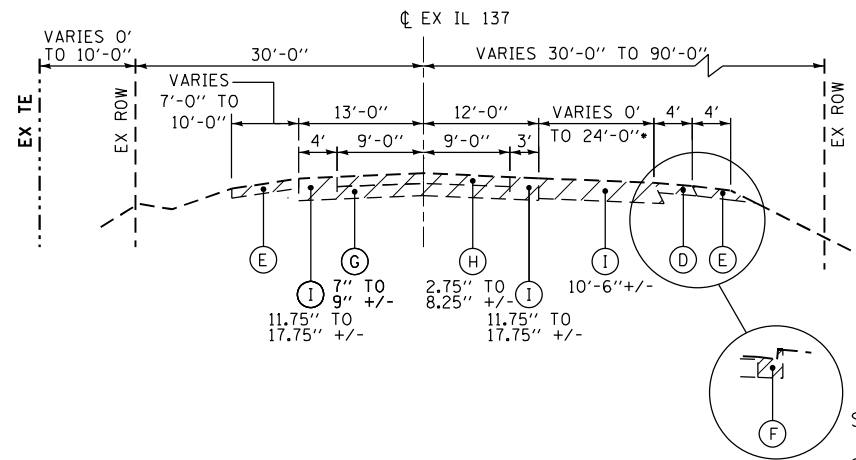 ℄ EX IL 137
VARIES 0'
TO 10'-0"
30'-0"
VARIES 30'-0" TO 90'-0"
VARIES
7'-0" TO
10'-0"
13'-0"
12'-0"
VARIES 0'
TO 24'-0"*
4'
4'
4'
9'-0"
9'-0"
3'
EX TE
EX ROW
EX ROW
E
G
H
I
D
E
I
7" TO
9" +/-
2.75" TO
8.25" +/-
I
10'-6"+/-
11.75" TO
17.75" +/-
11.75" TO
17.75" +/-
F
S